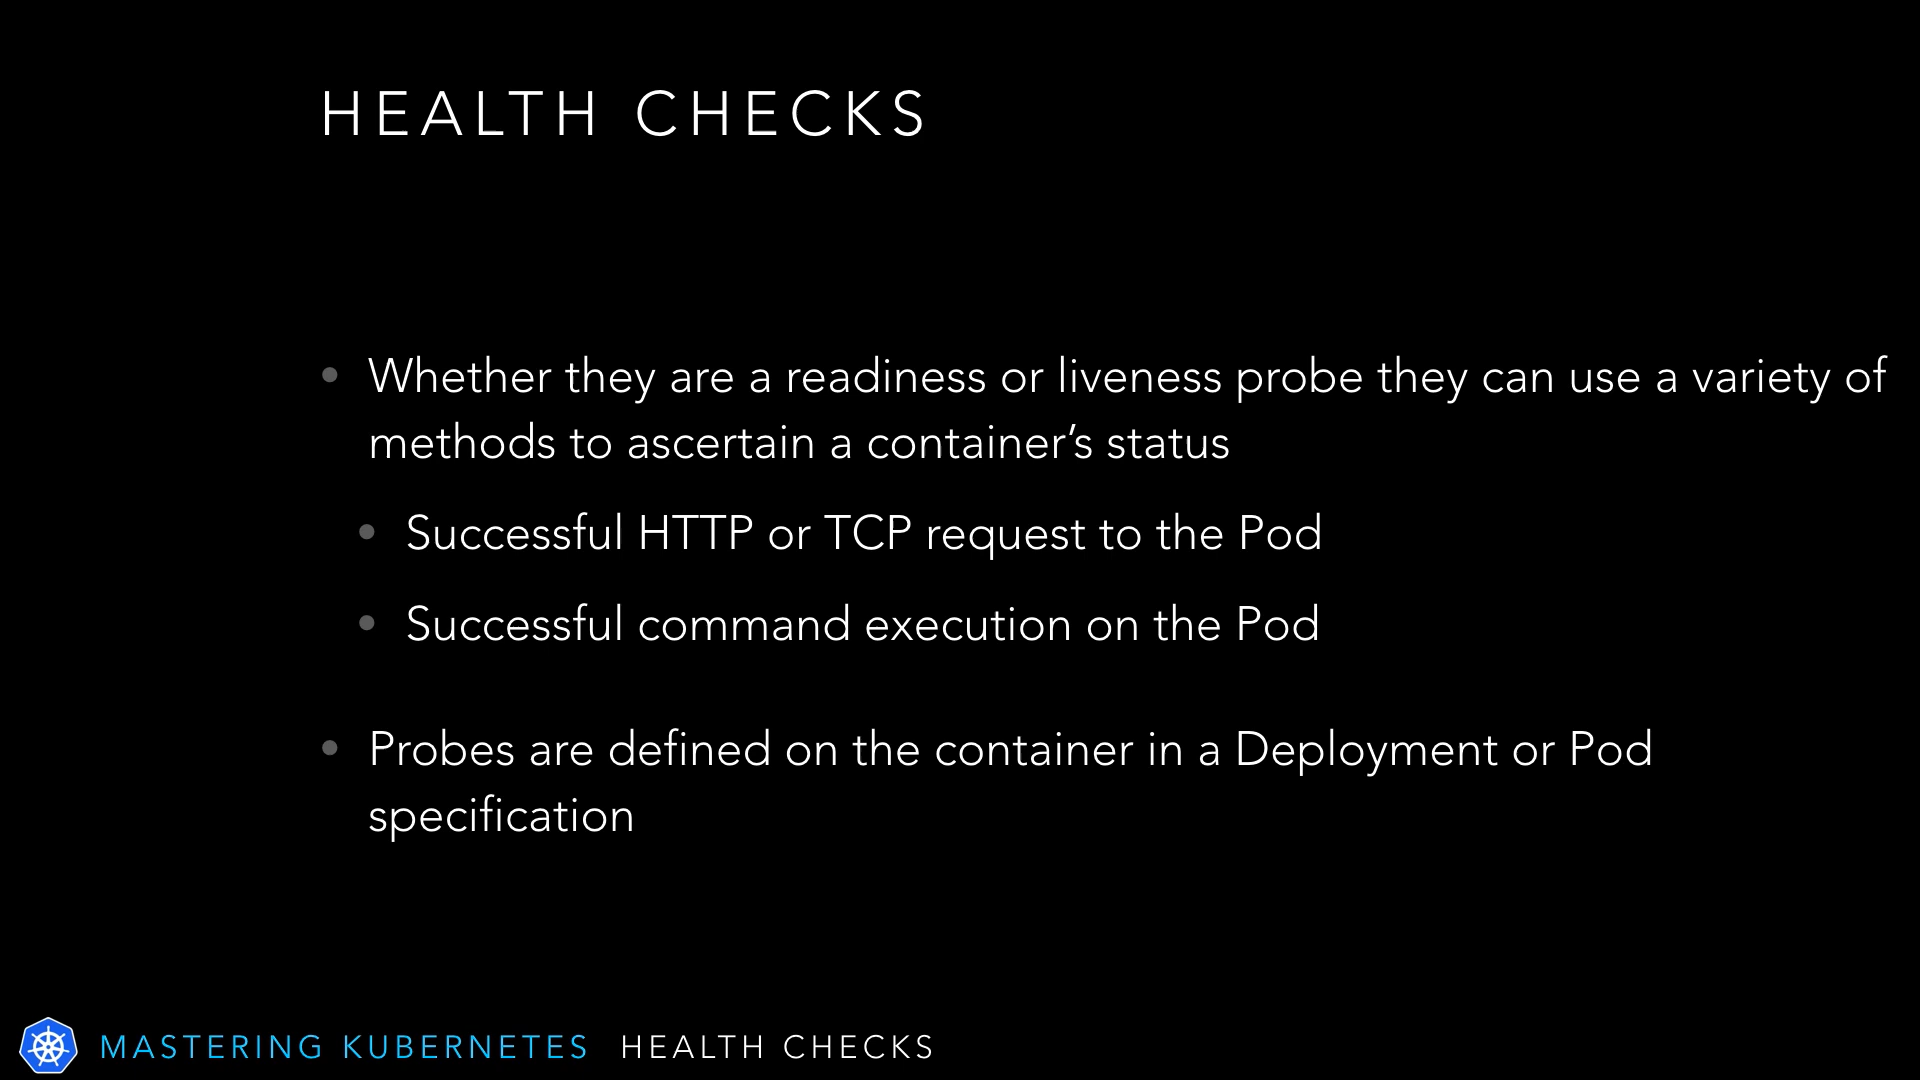 HEALTH CHECKS
• Whether they are a readiness or liveness probe they can use a variety of
methods to ascertain a container’s status
• Successful HTTP or TCP request to the Pod
• Successful command execution on the Pod
• Probes are defined on the container in a Deployment or Pod
specification
MASTERING KUBERNETES HEALTH CHECKS